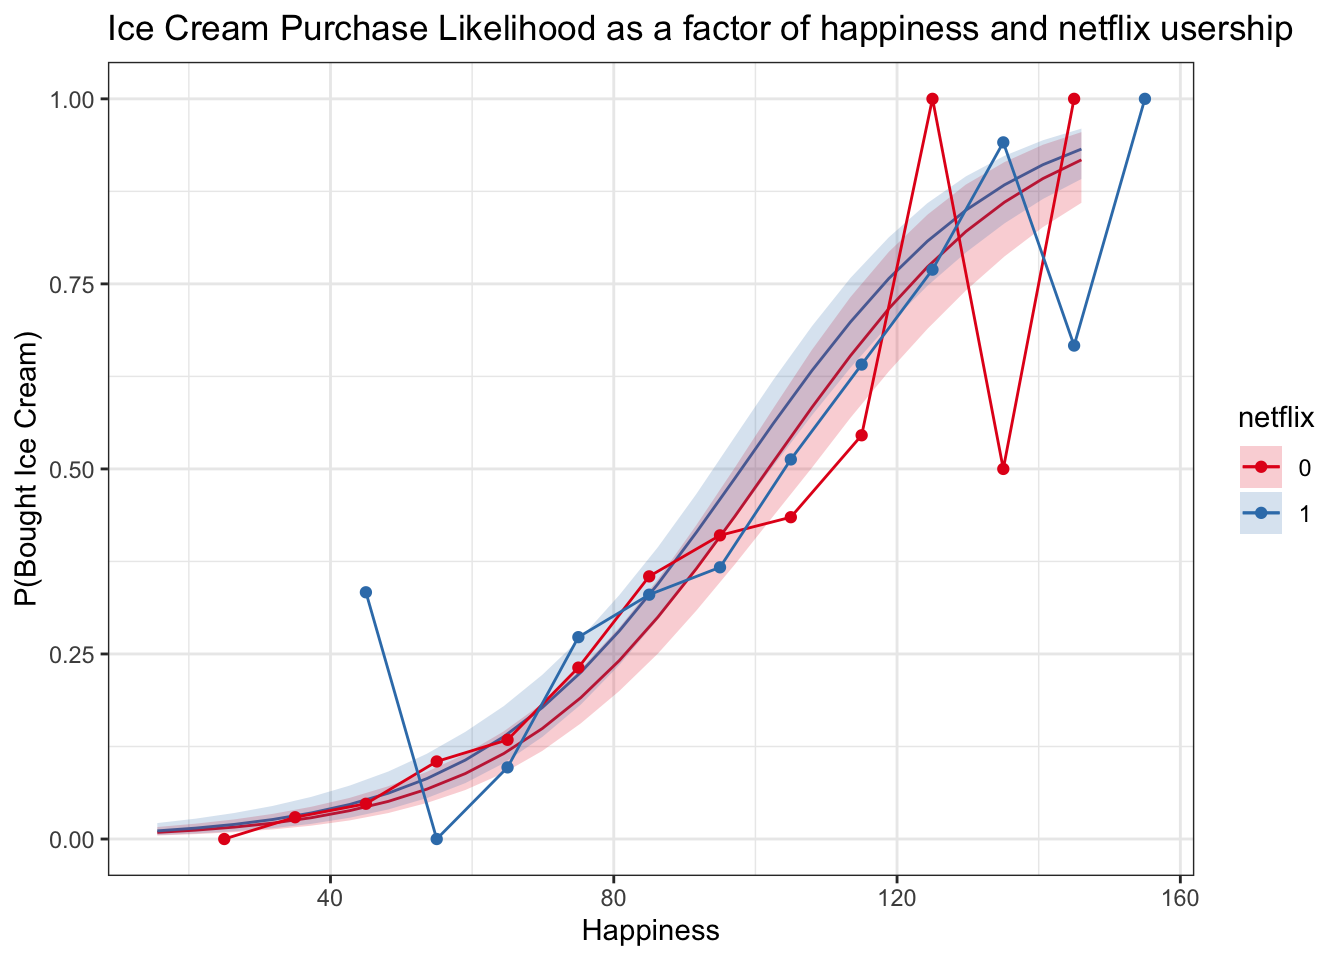 Ice Cream Purchase Likelihood as a factor of happiness and netflix usership
1.00
0.75
0.50
0.25
0.00
P(Bought Ice Cream)
40
80
120
160
Happiness
netflix
0
1